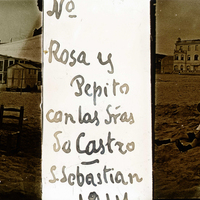 Nº
Rosa y
Pepito
con las Sras
de Castro
S. Sebastian